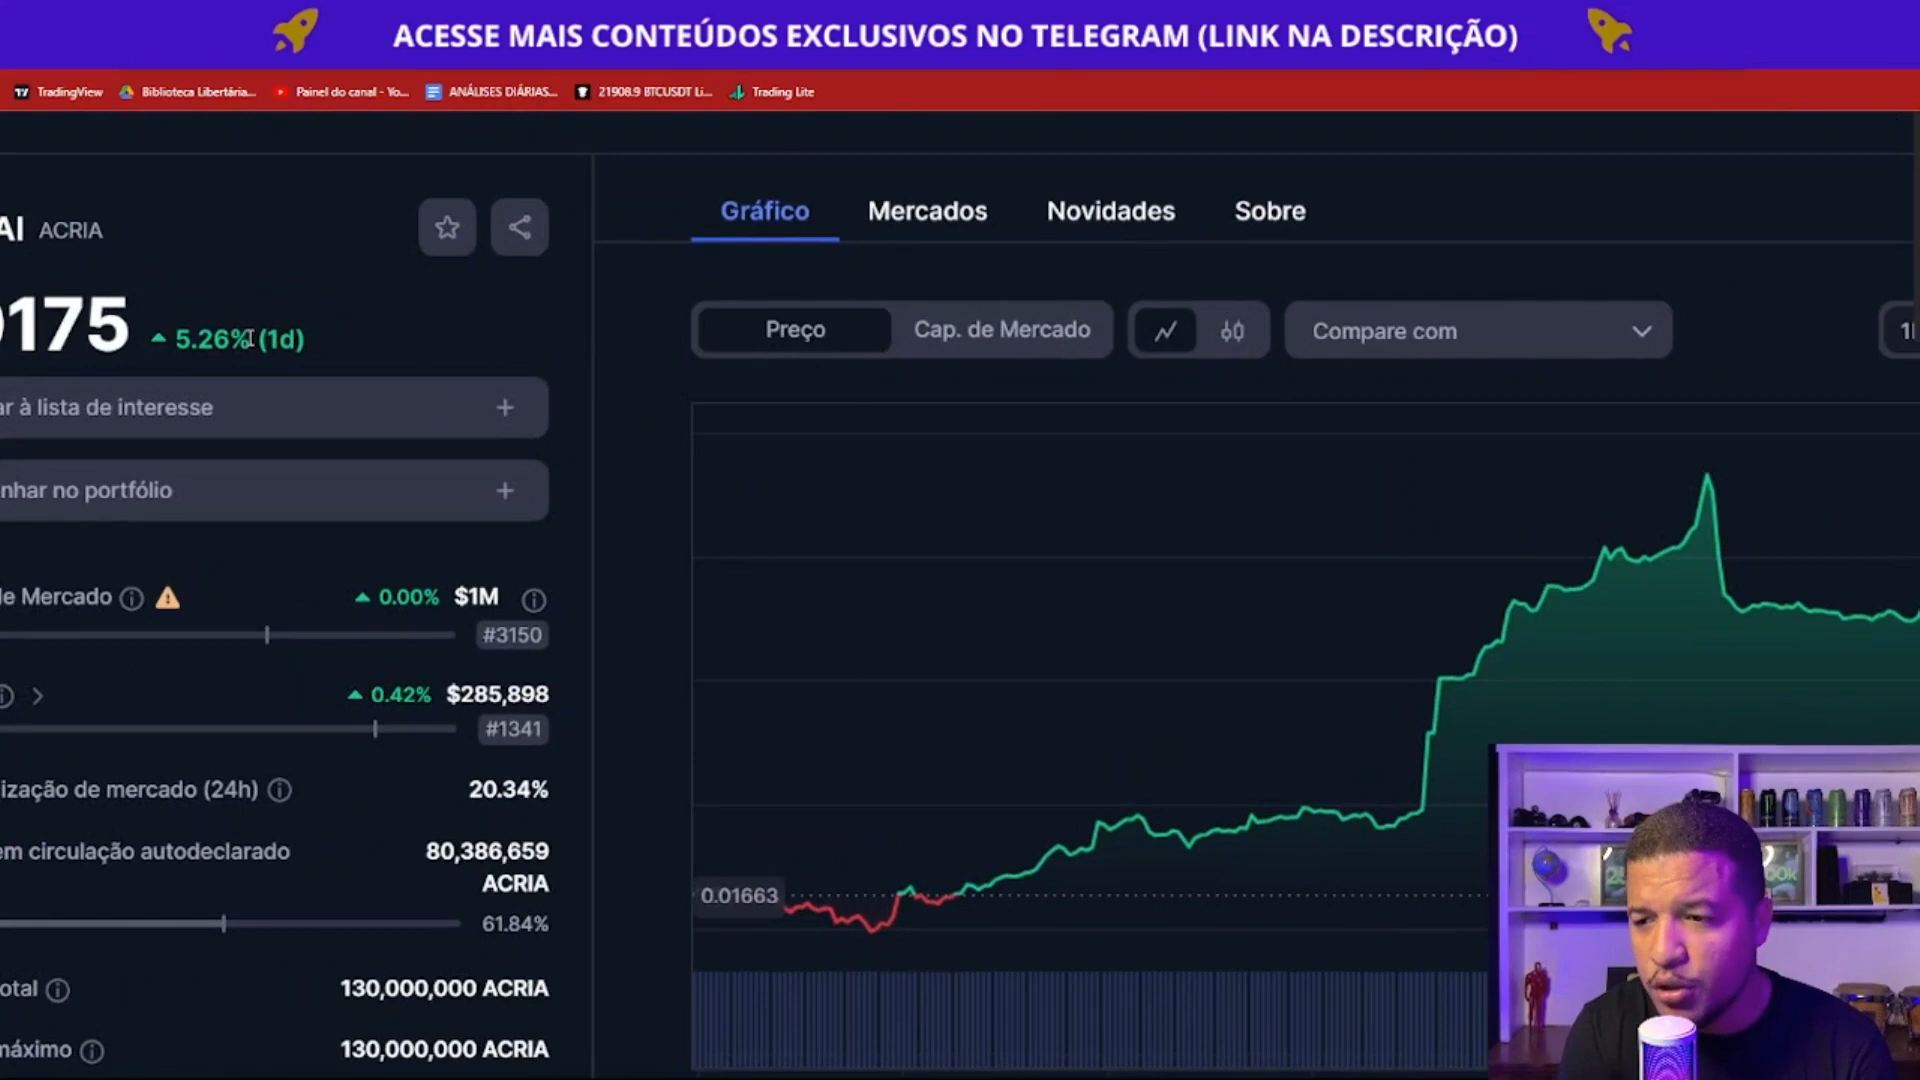 ACESSE MAIS CONTEÚDOS EXCLUSIVOS NO TELEGRAM (LINK NA DESCRIÇÃO)
TradingView Biblioteca Libertária... Painel do canal - Yo... ANÁLISES DIÁRIAS... 21908.9 BTCUSDT Li... Trading Lite
AI ACRIA
Gráfico Mercados Novidades Sobre
0175 5.26% (1d)
Preço Cap. de Mercado Compare com
ar à lista de interesse +
nhar no portfólio +
de Mercado 0.00% $1M
#3150
0.42% $285,898
#1341
ização de mercado (24h) 20.34%
em circulação autodeclarado 80,386,659
ACRIA
61.84%
0.01663
otal 130,000,000 ACRIA
máximo 130,000,000 ACRIA